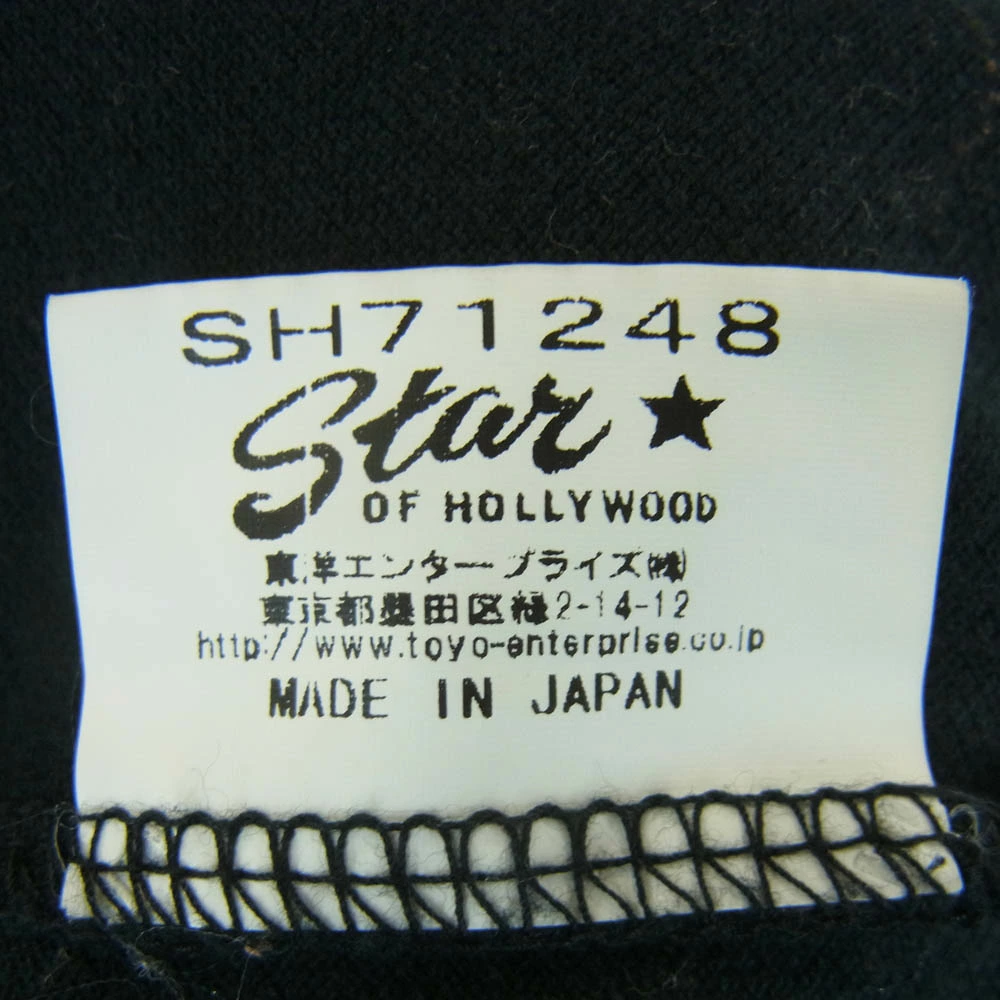 SH71248
Star ★
OF HOLLYWOOD
東洋エンタープライズ(株)
東京都墨田区緑2-14-12
http://www.toyo-enterprise.co.jp
MADE IN JAPAN